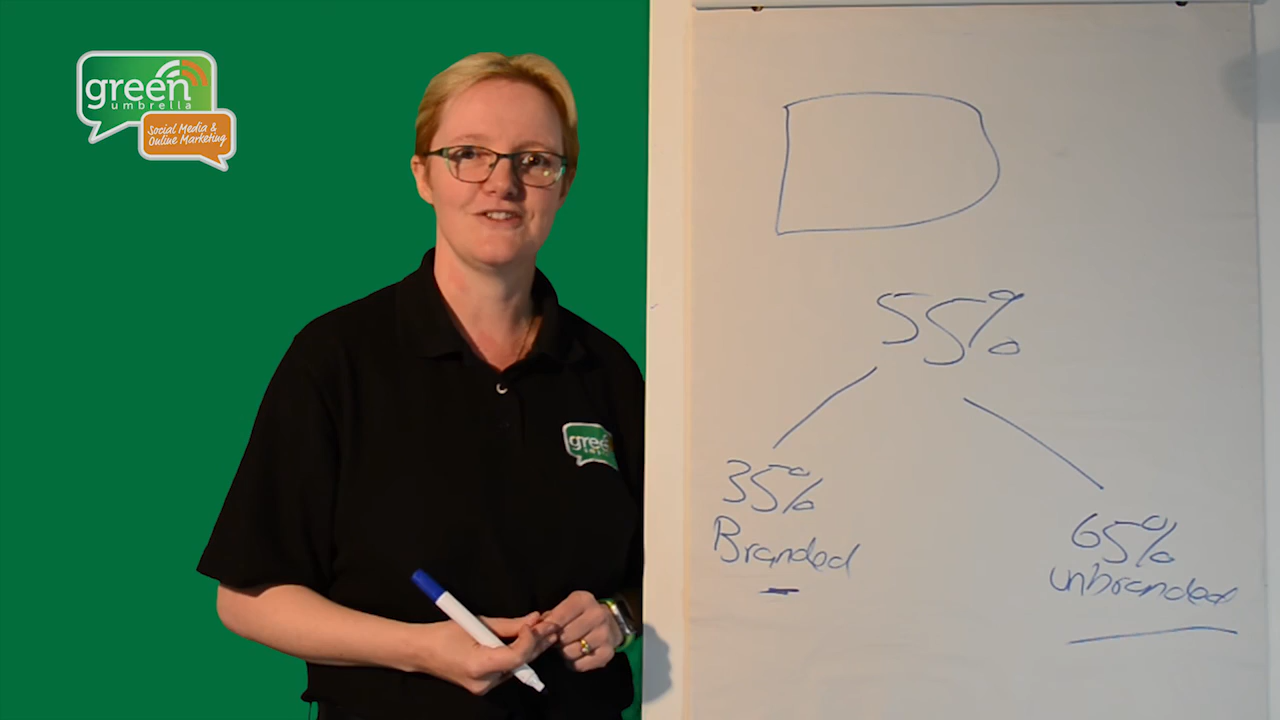 green
umbrella
Social Media &
Online Marketing
green
55%
35%
Branded
65%
unbranded